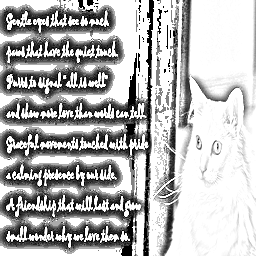 Gentle eyes that see so much
paws that have the quiet touch.
Purrs to signal "all is well"
and show more love than words can tell.
Graceful movements touched with pride
a calming presence by our side.
A friendship that will last and grow
small wonder why we love them so.